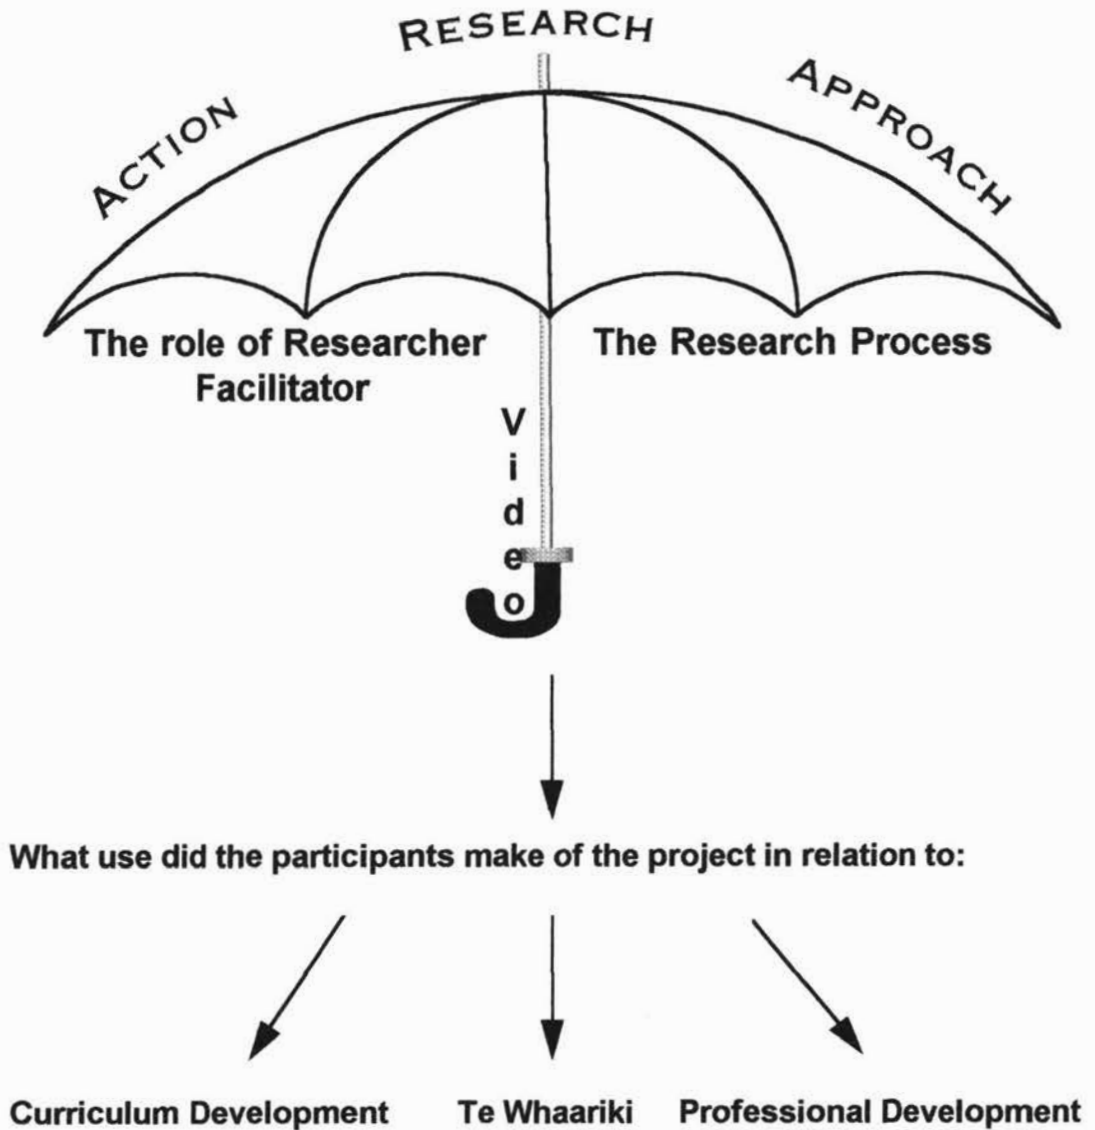 ACTION RESEARCH APPROACH
The role of Researcher
Facilitator
The Research Process
Video
What use did the participants make of the project in relation to:
Curriculum Development
Te Whaariki
Professional Development